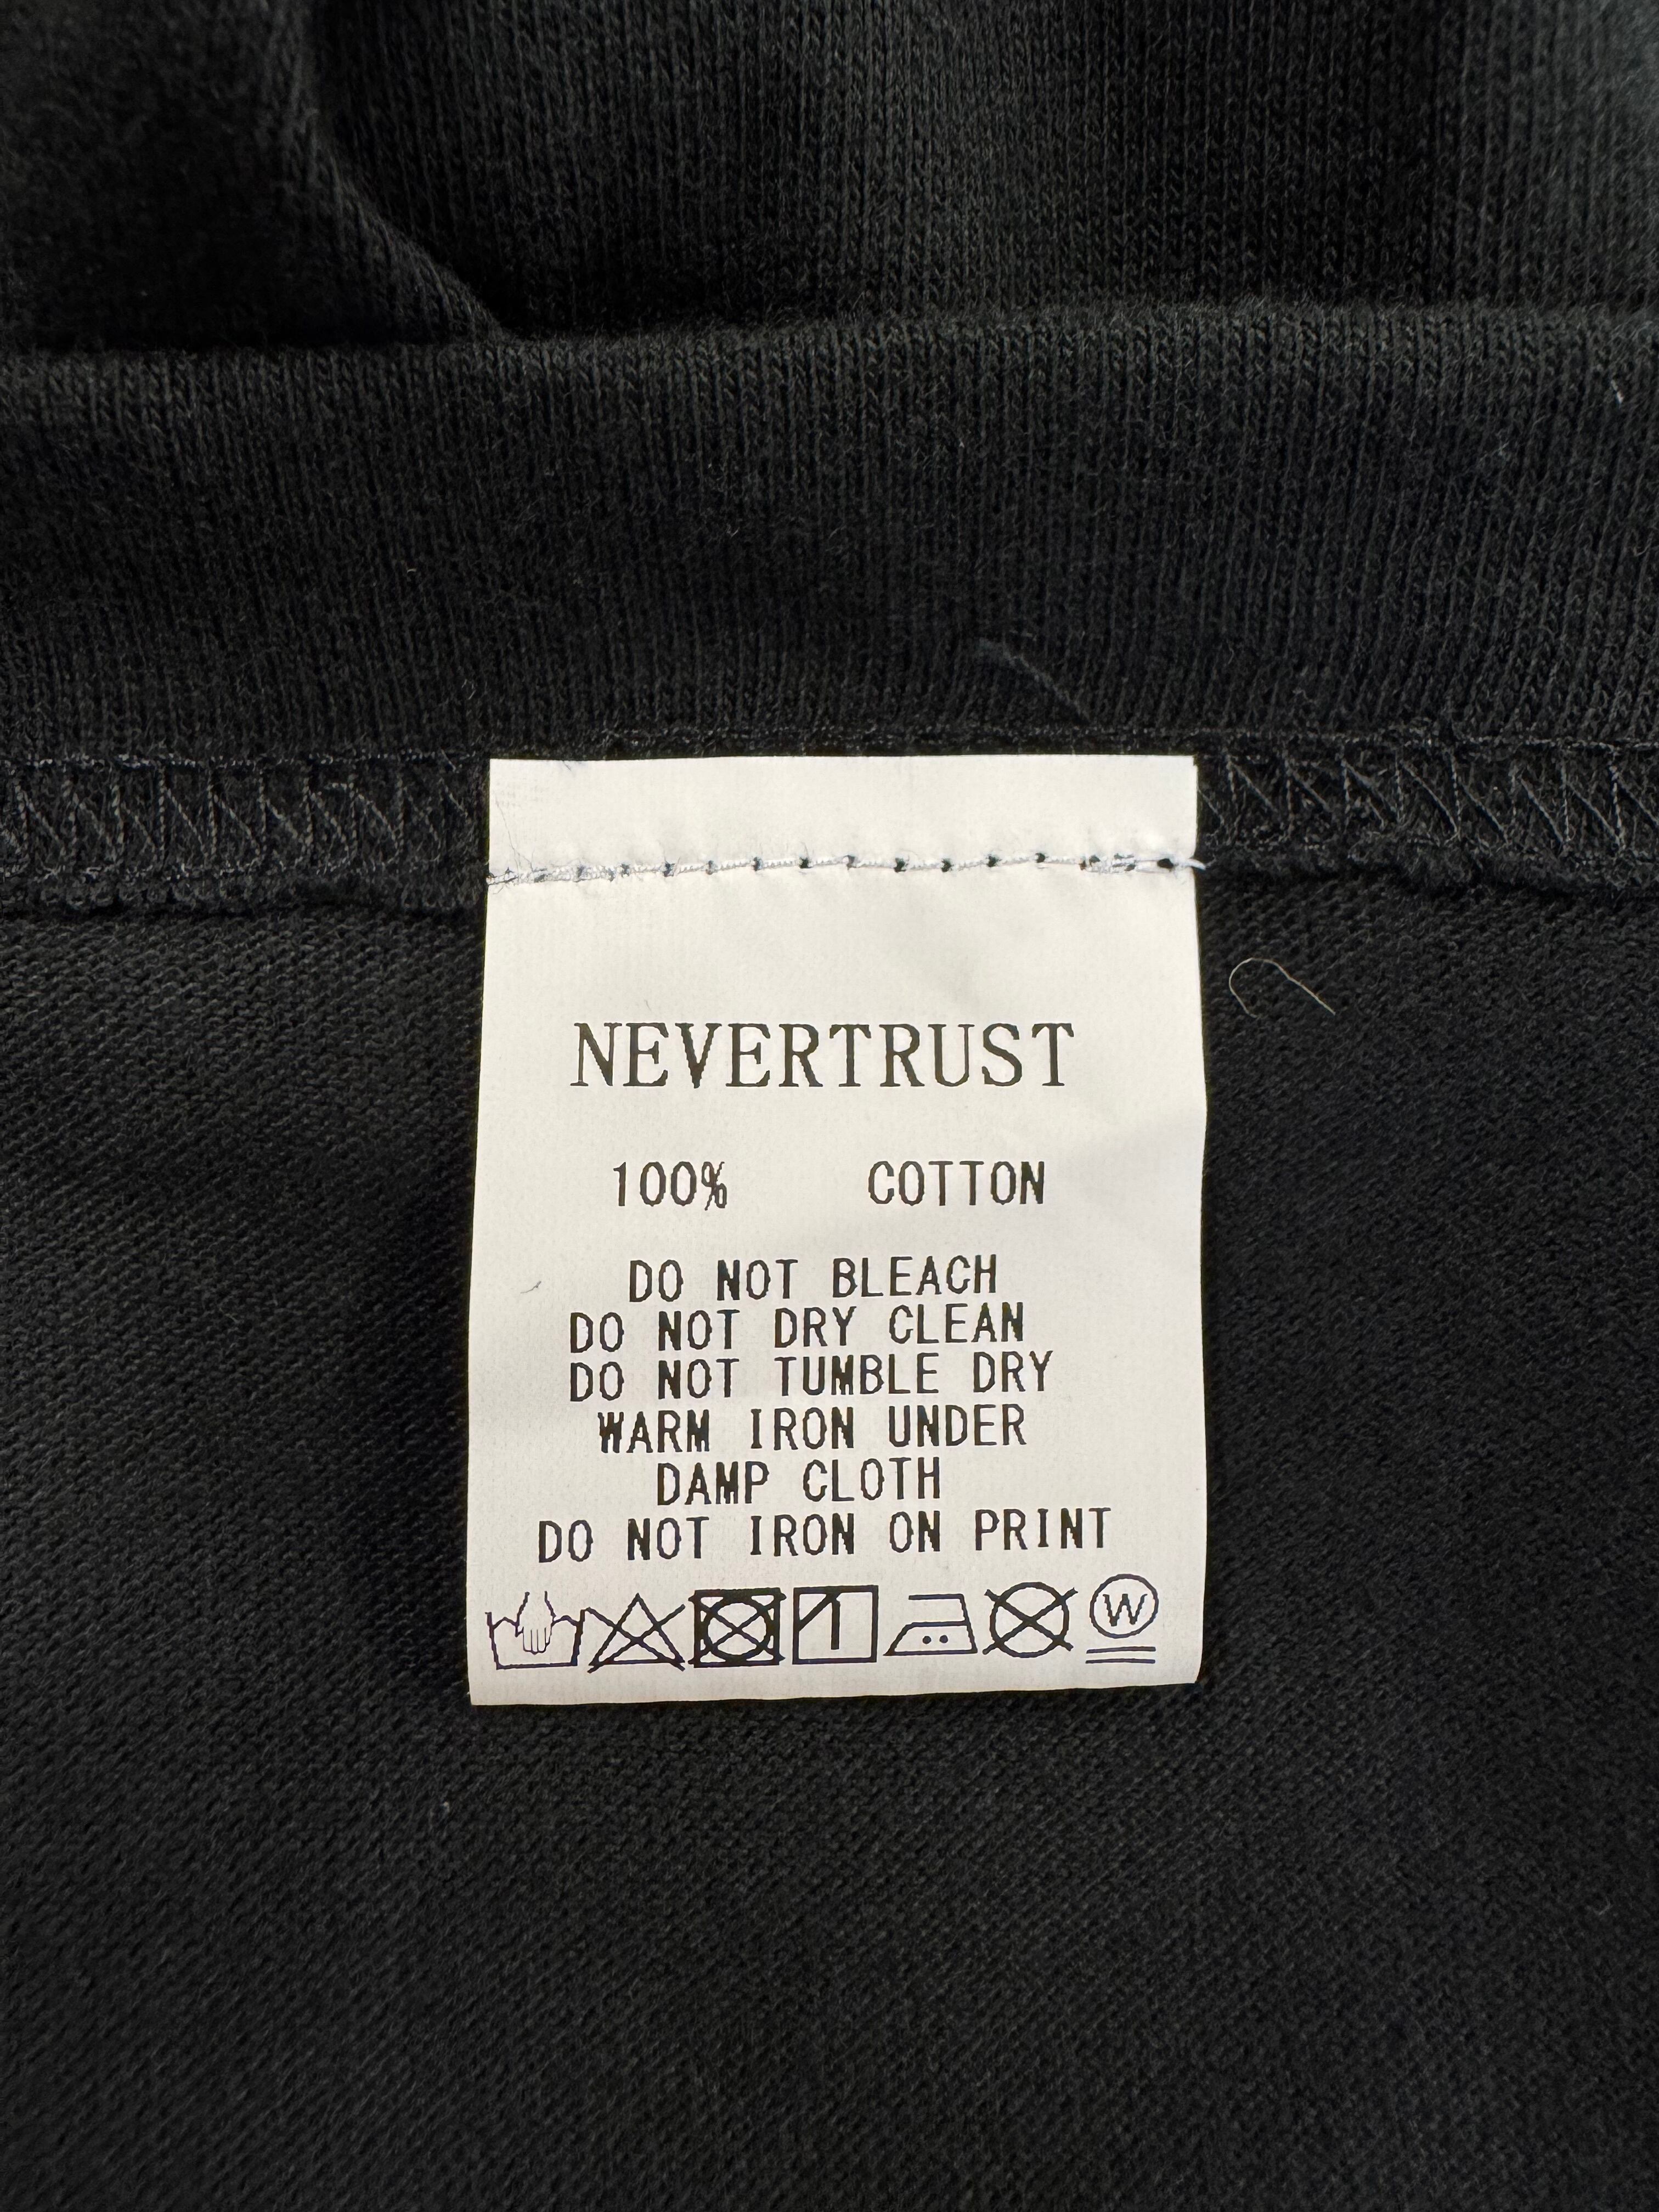 NEVERTRUST
100% COTTON
DO NOT BLEACH
DO NOT DRY CLEAN
DO NOT TUMBLE DRY
WARM IRON UNDER
DAMP CLOTH
DO NOT IRON ON PRINT
W